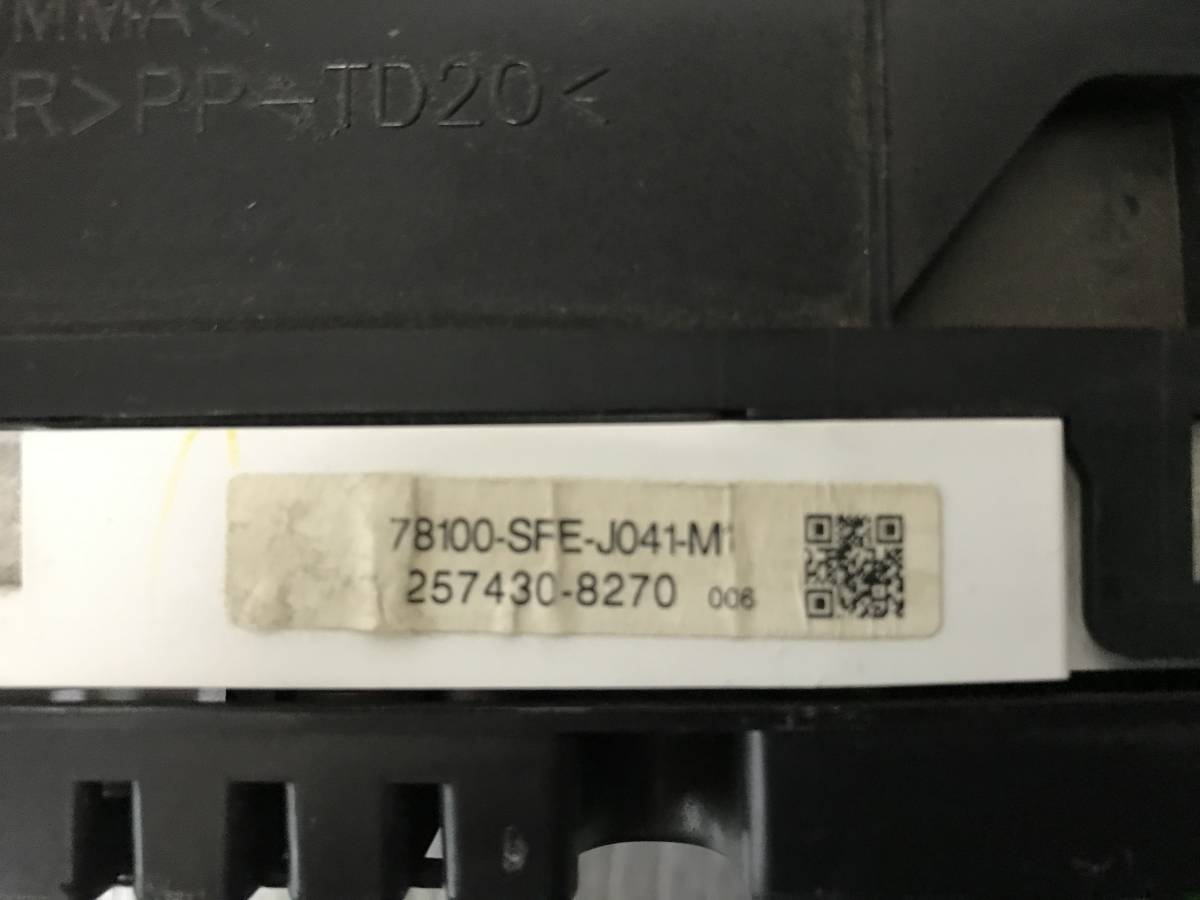 MMA<
R>PP-TD20<
78100-SFE-J041-M1
257430-8270 006